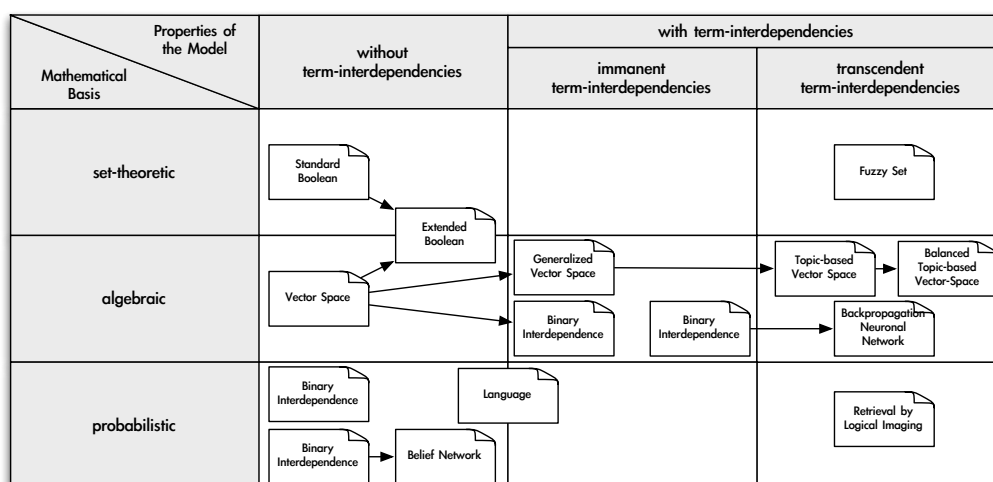 Properties of
the Model
Mathematical
Basis
without
term-interdependencies
with term-interdependencies
immanent
term-interdependencies
transcendent
term-interdependencies
set-theoretic
Standard
Boolean
Fuzzy Set
Extended
Boolean
algebraic
Vector Space
Generalized
Vector Space
Topic-based
Vector Space
Balanced
Topic-based
Vector-Space
Binary
Interdependence
Binary
Interdependence
Backpropagation
Neuronal
Network
probabilistic
Binary
Interdependence
Language
Retrieval by
Logical Imaging
Binary
Interdependence
Belief Network